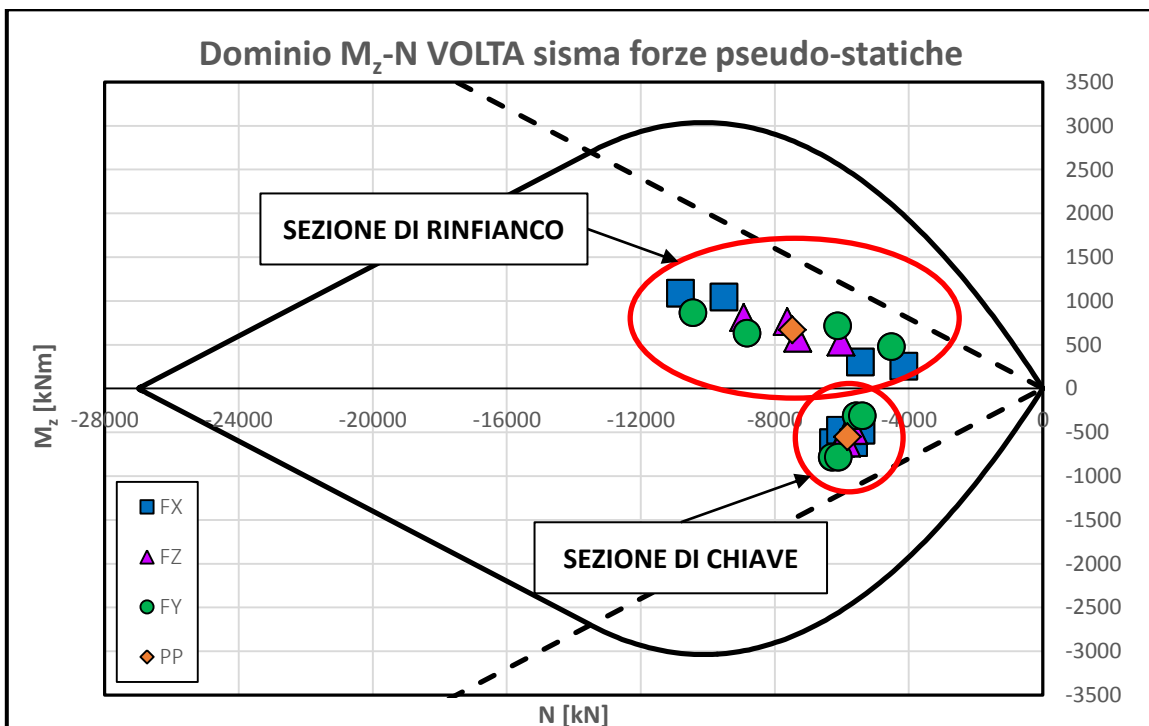 Dominio Mz-N VOLTA sisma forze pseudo-statiche
3500
3000
2500
2000
1500
1000
500
0
-500
-1000
-1500
-2000
-2500
-3000
-3500
SEZIONE DI RINFIANCO
-28000 -24000 -20000 -16000 -12000 -8000 -4000 0
Mz [kNm]
FX
FZ
FY
PP
SEZIONE DI CHIAVE
N [kN]